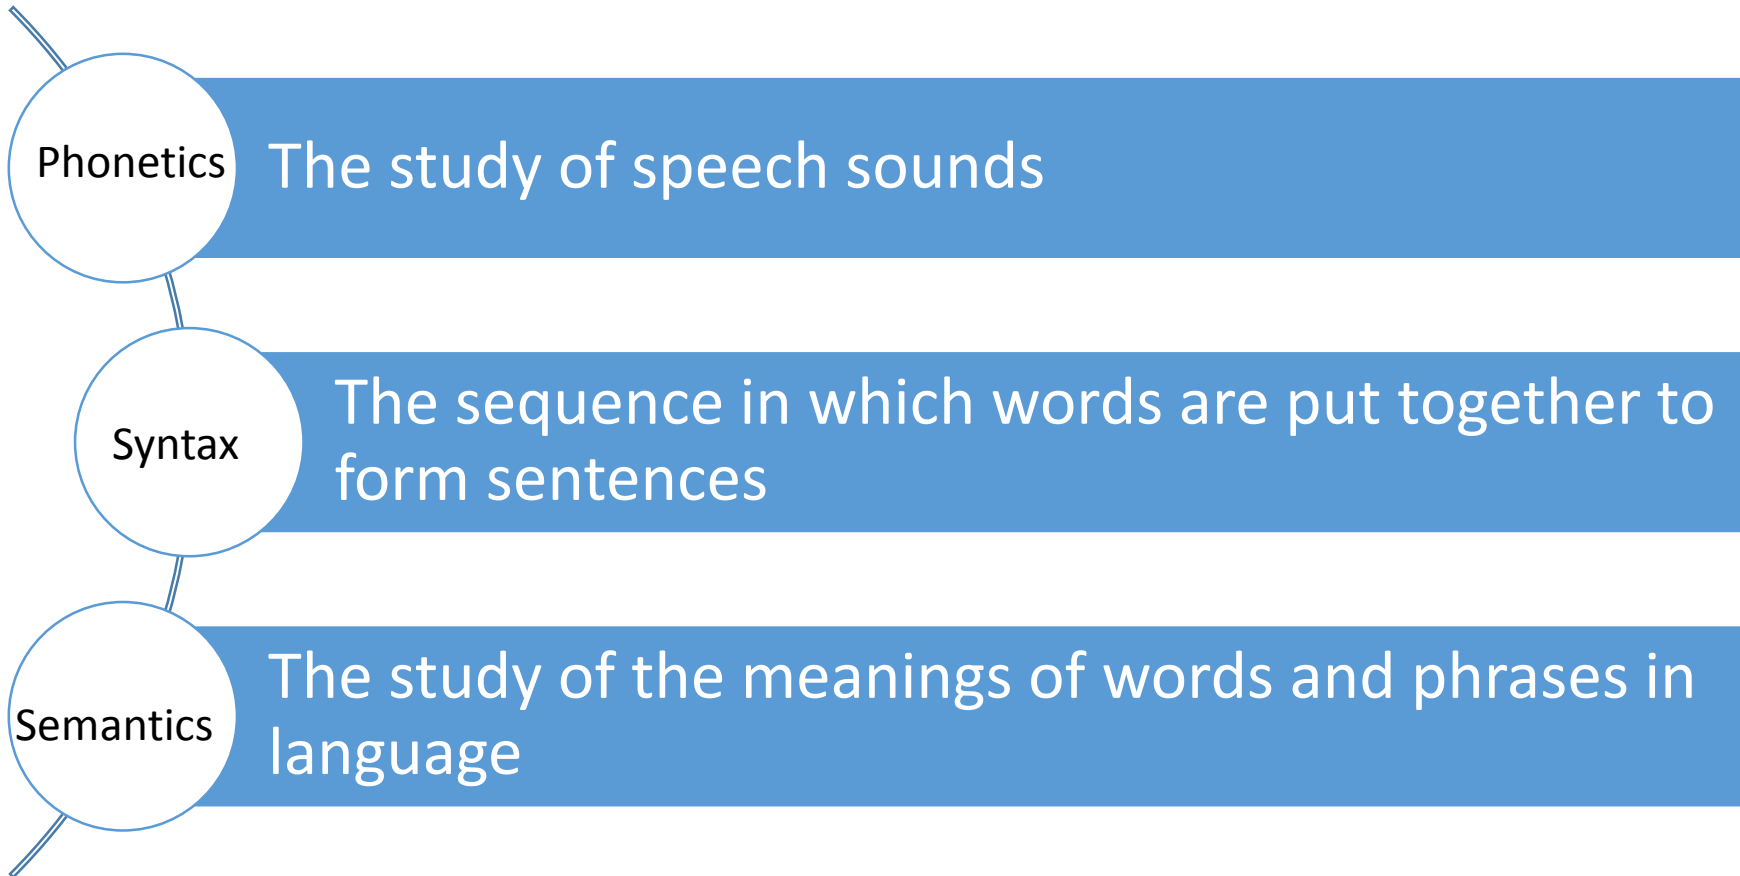 Phonetics
The study of speech sounds
Syntax
The sequence in which words are put together to
form sentences
Semantics
The study of the meanings of words and phrases in
language